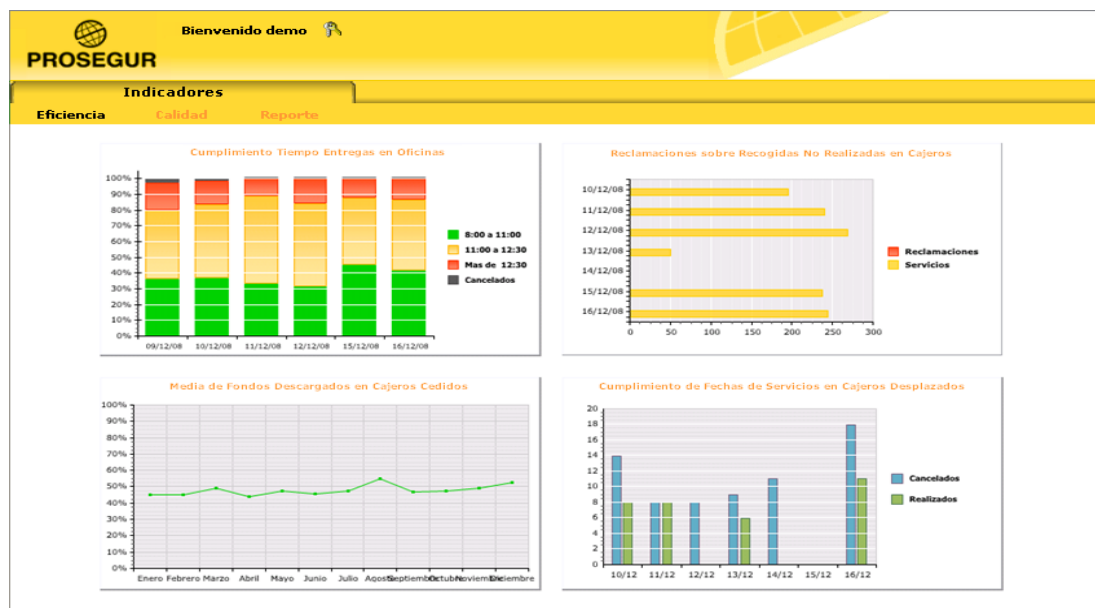 Bienvenido demo
PROSEGUR
Indicadores
Eficiencia Calidad Reporte
Cumplimiento Tiempo Entregas en Oficinas
100%
90%
80%
70%
60%
50%
40%
30%
20%
10%
0%
09/12/08 10/12/08 11/12/08 12/12/08 15/12/08 16/12/08
8:00 a 11:00
11:00 a 12:30
Mas de 12:30
Cancelados
Reclamaciones sobre Recogidas No Realizadas en Cajeros
10/12/08
11/12/08
12/12/08
13/12/08
14/12/08
15/12/08
16/12/08
0 50 100 150 200 250 300
Reclamaciones
Servicios
Media de Fondos Descargados en Cajeros Cedidos
100%
90%
80%
70%
60%
50%
40%
30%
20%
10%
0%
Enero Febrero Marzo Abril Mayo Junio Julio Agosto Septiembre Octubre Noviembre Diciembre
Cumplimiento de Fechas de Servicios en Cajeros Desplazados
20
18
16
14
12
10
8
6
4
2
0
10/12 11/12 12/12 13/12 14/12 15/12 16/12
Cancelados
Realizados